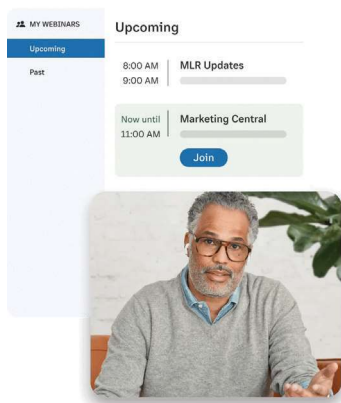 MY WEBINARS
Upcoming
Past
Upcoming
8:00 AM
9:00 AM
MLR Updates
Now until
11:00 AM
Marketing Central
Join